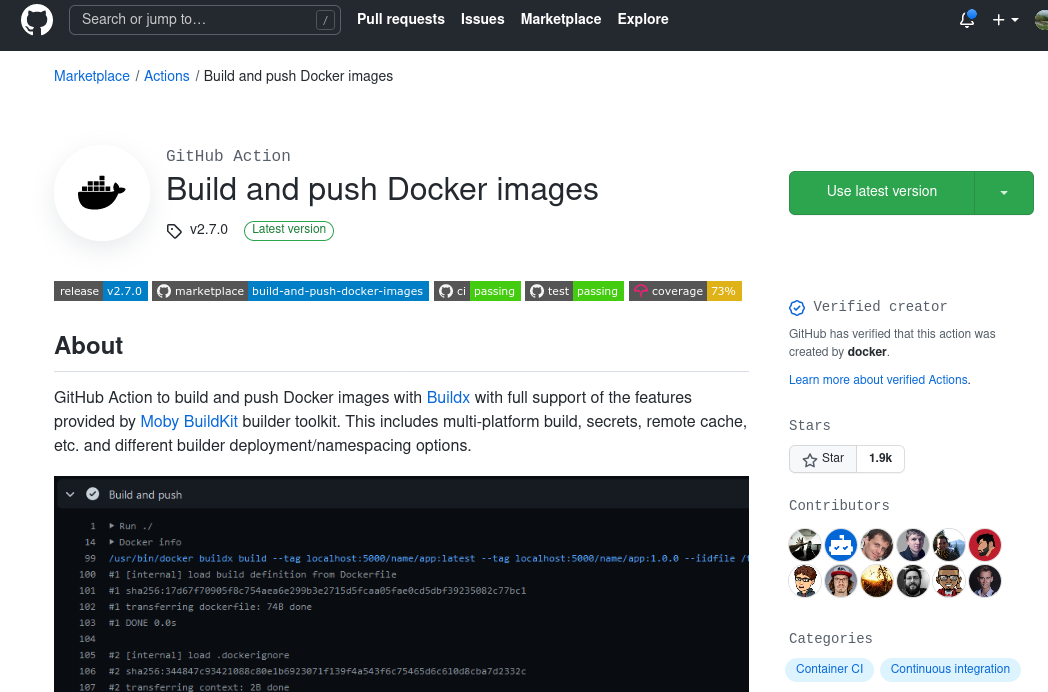 Search or jump to… /
Pull requests Issues Marketplace Explore
Marketplace / Actions / Build and push Docker images
GitHub Action
Build and push Docker images
v2.7.0 Latest version
Use latest version
release v2.7.0 marketplace build-and-push-docker-images ci passing test passing coverage 73%
About
GitHub Action to build and push Docker images with Buildx with full support of the features
provided by Moby BuildKit builder toolkit. This includes multi-platform build, secrets, remote cache,
etc. and different builder deployment/namespacing options.
Build and push
1 Run ./
14 Docker info
99 /usr/bin/docker buildx build --tag localhost:5000/name/app:latest --tag localhost:5000/name/app:1.0.0 --iidfile
100 #1 [internal] load build definition from Dockerfile
101 #1 sha256:17d67f70905f8c754aea6e299b3e2715d5fcaa05fae0cd5dbf39235082c77bc1
102 #1 transferring dockerfile: 74B done
103 #1 DONE 0.0s
104
105 #2 [internal] load .dockerignore
106 #2 sha256:344847c93421088c80e1b6923071f139f4a543f6c75465d6c610d8cba7d2332c
107 #2 transferring context: 2B done
Verified creator
GitHub has verified that this action was
created by docker.
Learn more about verified Actions.
Stars
Star 1.9k
Contributors
Categories
Container CI Continuous integration